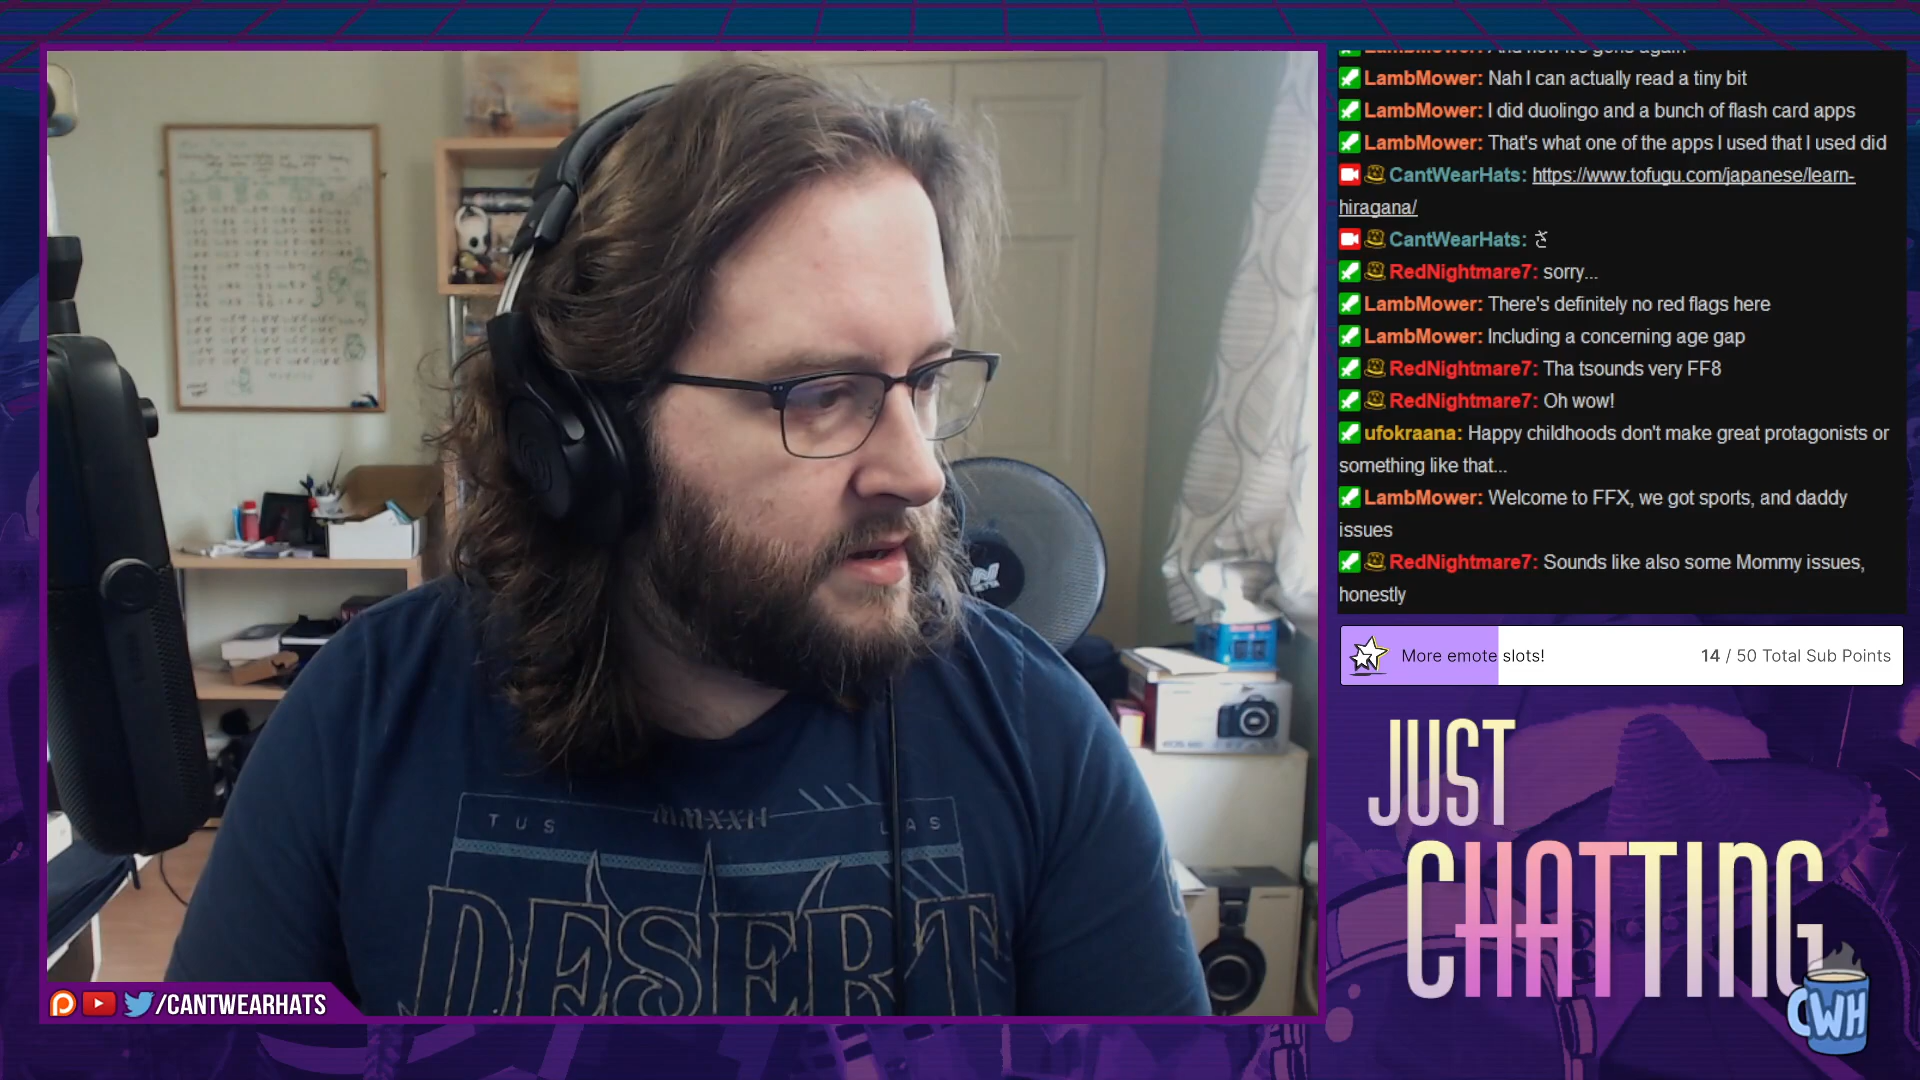 LambMower: Nah I can actually read a tiny bit
LambMower: I did duolingo and a bunch of flash card apps
LambMower: That's what one of the apps I used that I used did
CantWearHats: https://www.tofugu.com/japanese/learn-
hiragana/
CantWearHats: さ
RedNightmare7: sorry...
LambMower: There's definitely no red flags here
LambMower: Including a concerning age gap
RedNightmare7: Tha tsounds very FF8
RedNightmare7: Oh wow!
ufokraana: Happy childhoods don't make great protagonists or
something like that...
LambMower: Welcome to FFX, we got sports, and daddy
issues
RedNightmare7: Sounds like also some Mommy issues,
honestly
More emote slots! 14 / 50 Total Sub Points
JUST
CHATTING
CWH
TUS MMXXII LAS
DESERT
/CANTWEARHATS